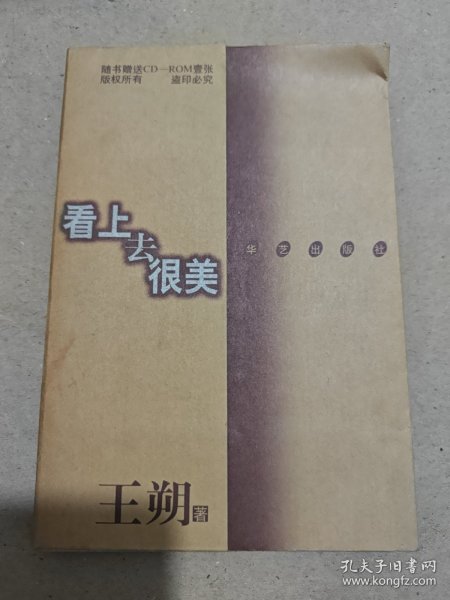 随书赠送CD—ROM壹张
版权所有 盗印必究
看上去很美
华艺出版社
王朔著
孔夫子旧书网
www.kongfz.com